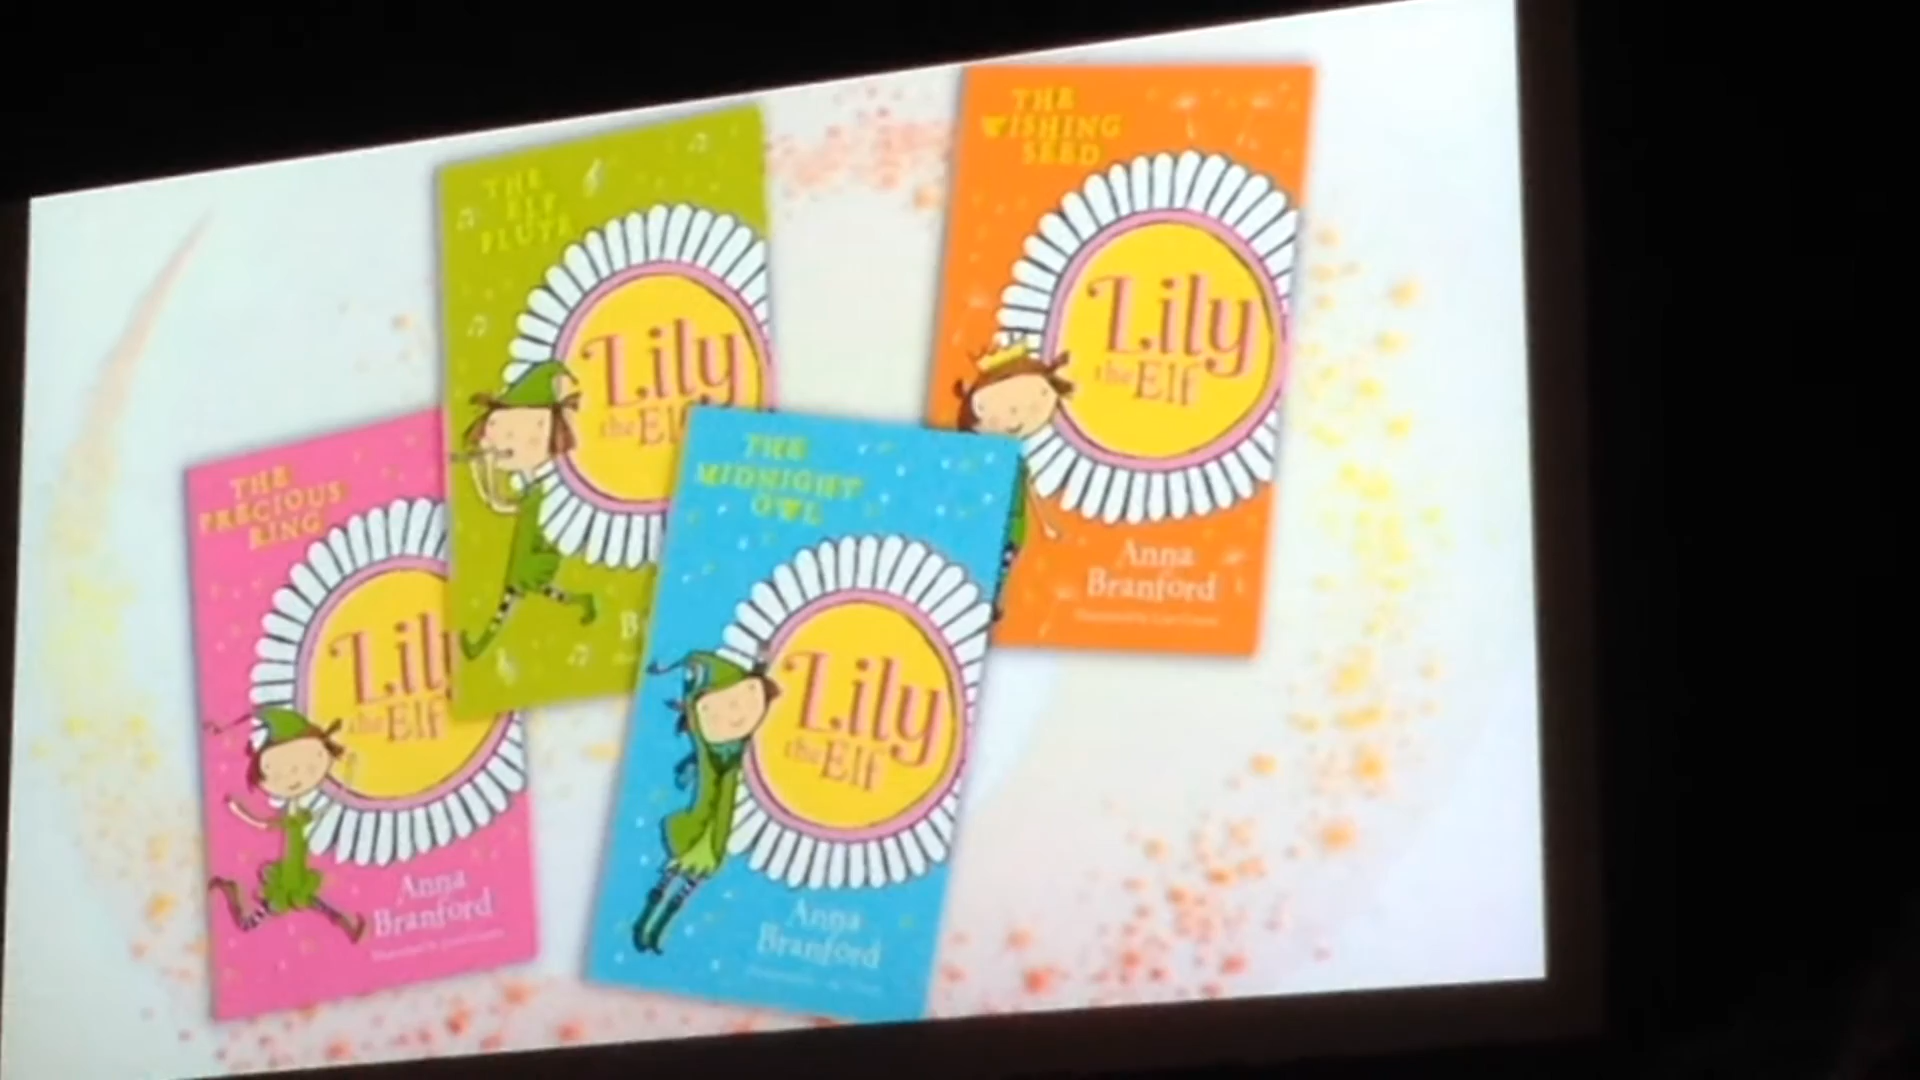 THE
PRECIOUS
RING
Lily
the Elf
Anna
Branford
THE
ELF
FLUTE
Lily
the Elf
B
THE
MIDNIGHT
OWL
Lily
the Elf
Anna
Branford
THE
WISHING
SEED
Lily
the Elf
Anna
Branford